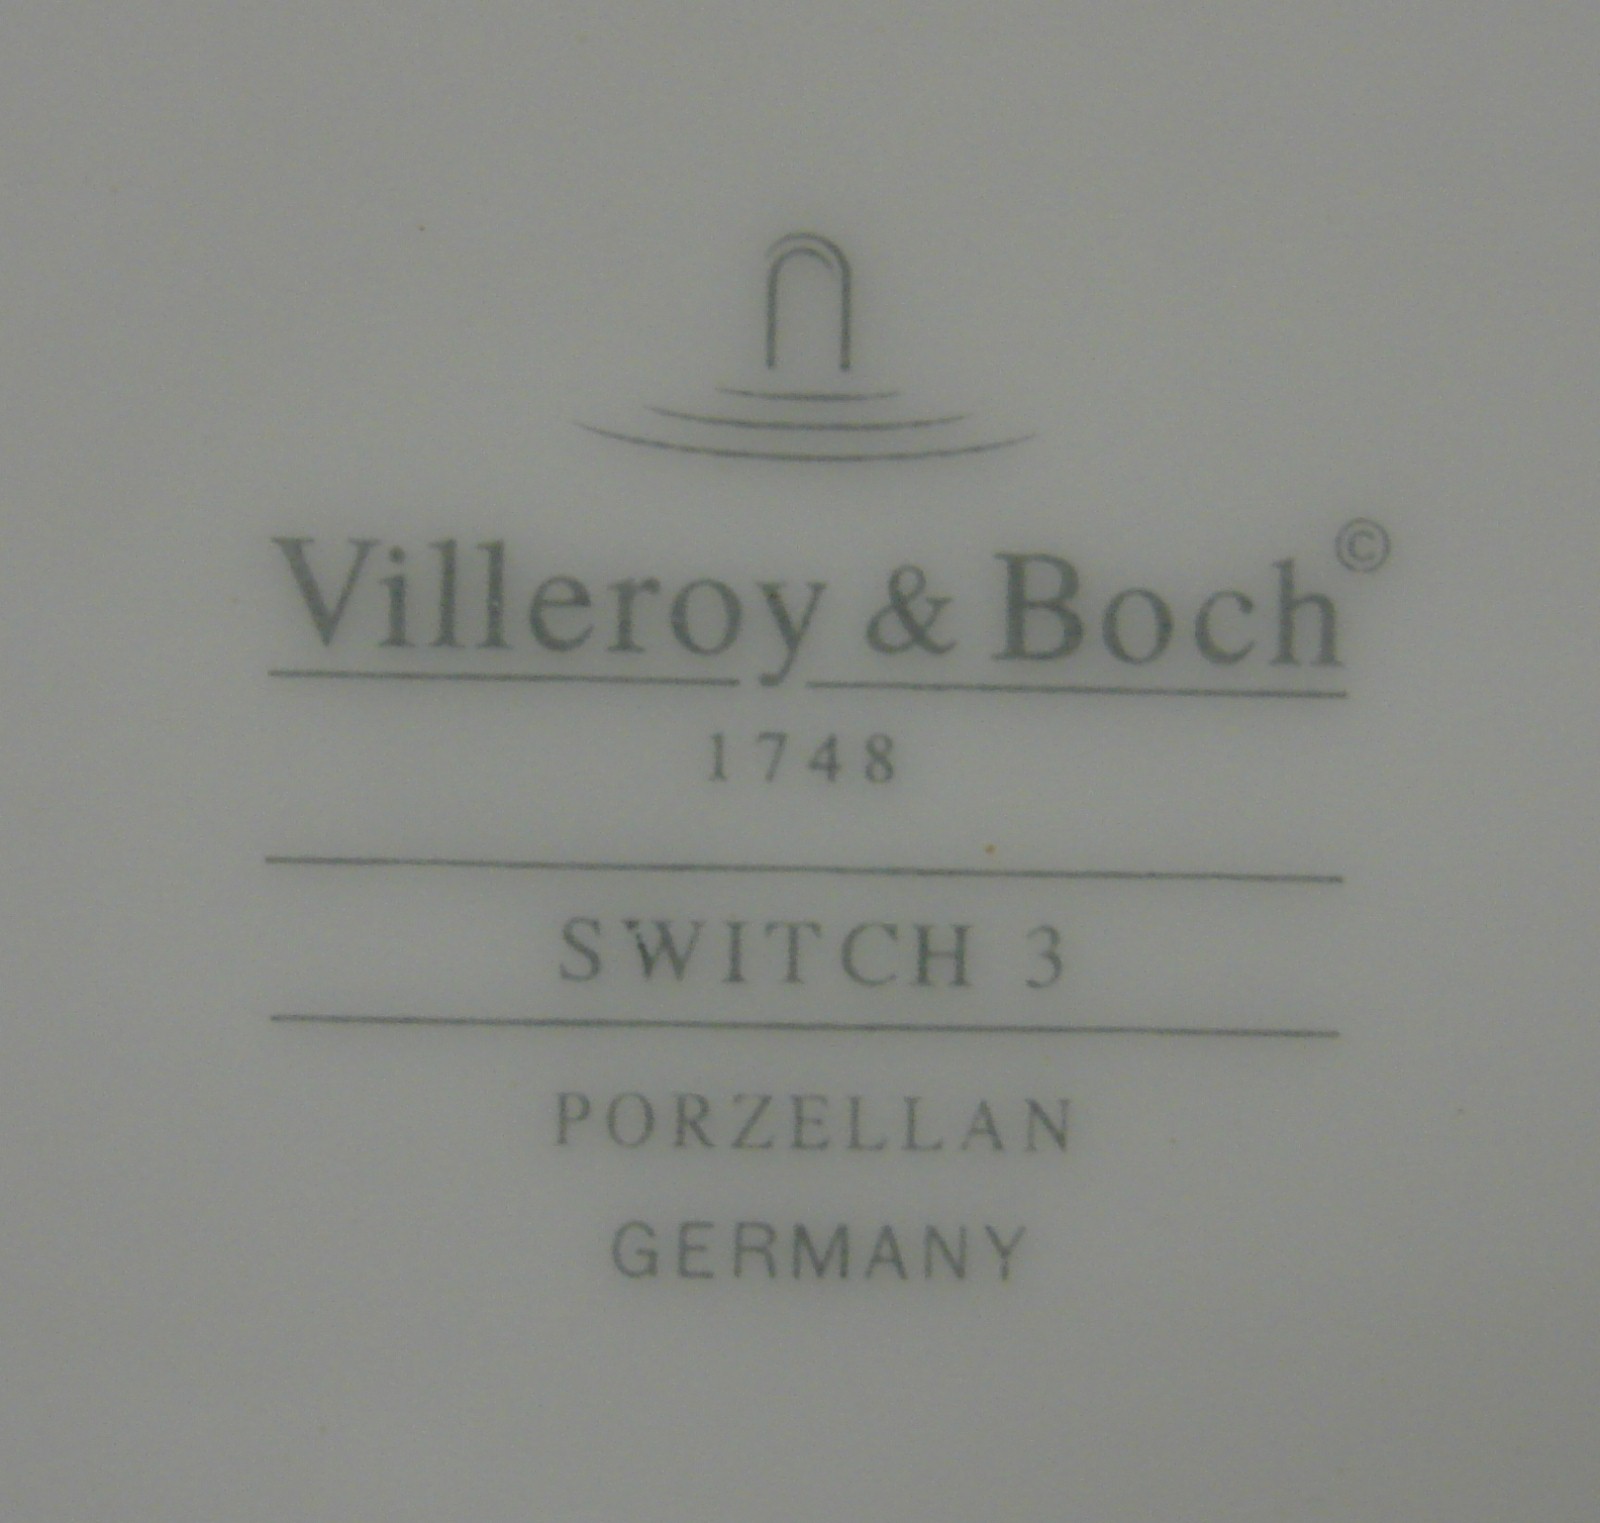 Villeroy & Boch©
1748
SWITCH 3
PORZELLAN
GERMANY